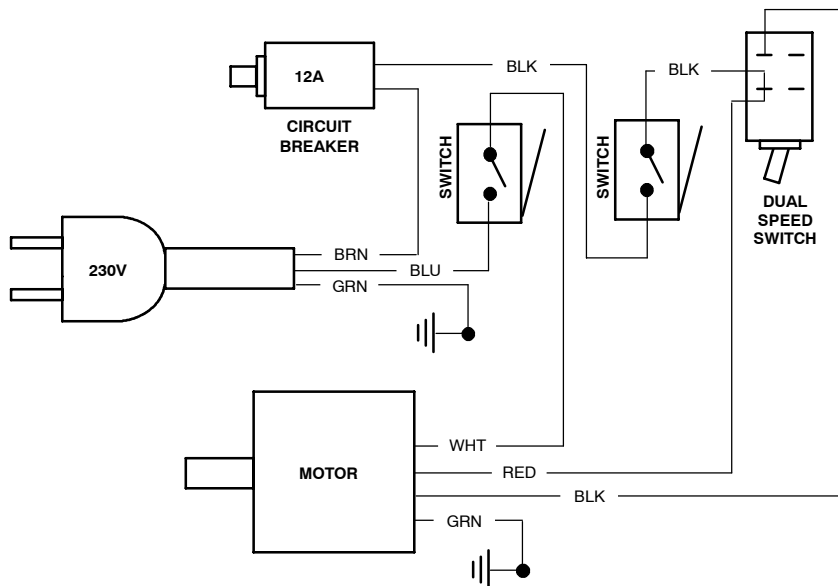 12A
CIRCUIT
BREAKER
BLK
SWITCH
SWITCH
BLK
DUAL
SPEED
SWITCH
230V
BRN
BLU
GRN
MOTOR
WHT
RED
BLK
GRN